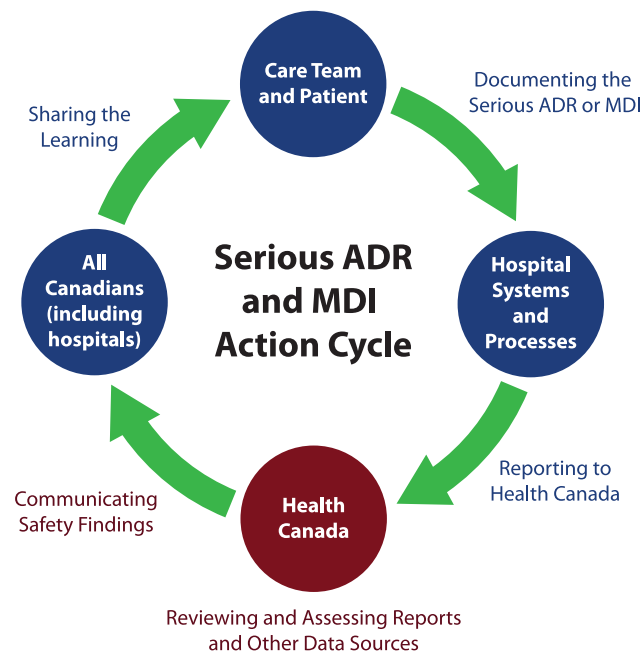 Care Team
and Patient
Documenting the
Serious ADR or MDI
Sharing the
Learning
All
Canadians
(including
hospitals)
Serious ADR
and MDI
Action Cycle
Hospital
Systems
and
Processes
Reporting to
Health Canada
Health
Canada
Communicating
Safety Findings
Reviewing and Assessing Reports
and Other Data Sources